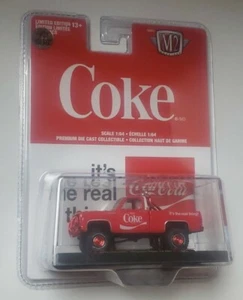 LIMITED EDITION 13+
M2
Coke
SCALE 1:64 • ÉCHELLE 1:64
PREMIUM DIE CAST COLLECTIBLE • COLLECTION HAUT DE GAMME
it's
the real
thi
Coca-Cola
Coke